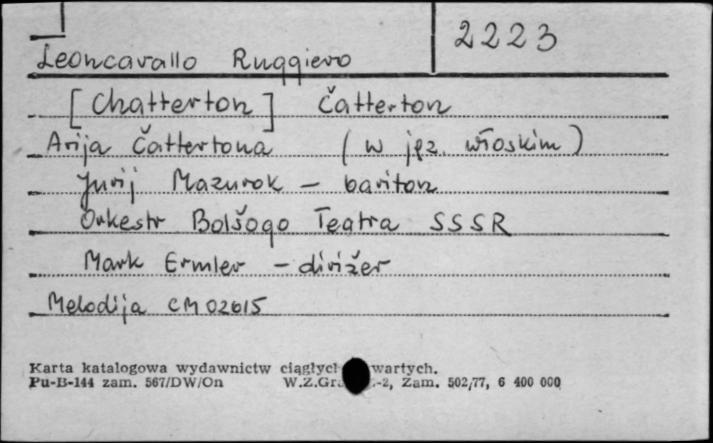 2223
Leoncavallo Ruggiero
[Chatterton] Čatterton
Arija Čattertona (w jęz. włoskim)
Jurij Mazurok – bariton
Orkestr Bolšogo Teatra SSSR
Mark Ermler – dirižer
Melodija CM 02615
Karta katalogowa wydawnictw ciągłych wartych.
Pu-B-144 zam. 567/DW/On W.Z.Gr. -2, Zam. 502/77, 6 400 000